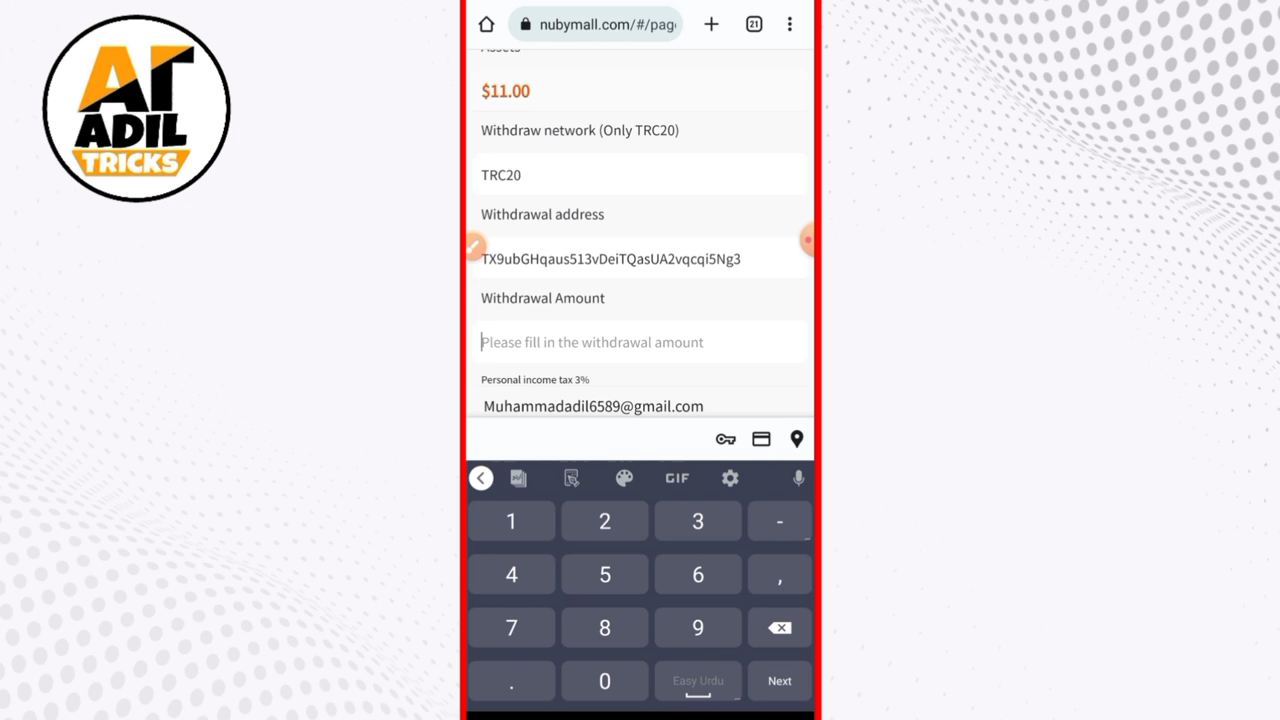 AT
ADIL
TRICKS
nubymall.com/#/pag
21
Assets
$11.00
Withdraw network (Only TRC20)
TRC20
Withdrawal address
TX9ubGHqaus513vDeiTQasUA2vqcqi5Ng3
Withdrawal Amount
Please fill in the withdrawal amount
Personal income tax 3%
Muhammadadil6589@gmail.com
GIF
1 2 3 -
4 5 6 ,
7 8 9
. 0 Easy Urdu Next